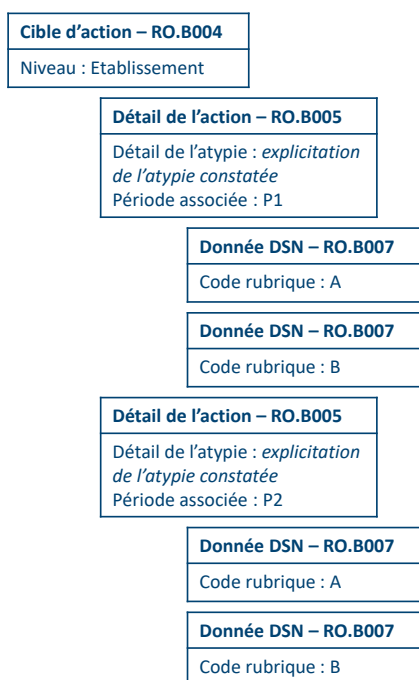 Cible d’action – RO.B004
Niveau : Etablissement
Détail de l’action – RO.B005
Détail de l’atypie : explicitation
de l’atypie constatée
Période associée : P1
Donnée DSN – RO.B007
Code rubrique : A
Donnée DSN – RO.B007
Code rubrique : B
Détail de l’action – RO.B005
Détail de l’atypie : explicitation
de l’atypie constatée
Période associée : P2
Donnée DSN – RO.B007
Code rubrique : A
Donnée DSN – RO.B007
Code rubrique : B